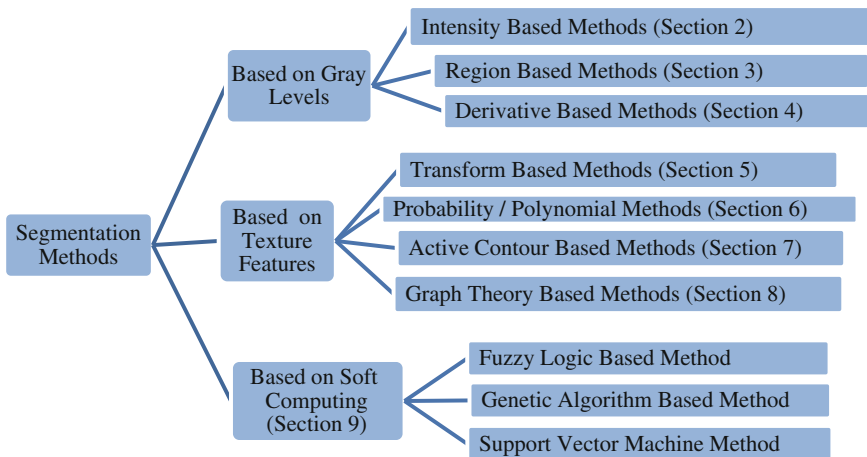 Segmentation
Methods
Based on Gray
Levels
Intensity Based Methods (Section 2)
Region Based Methods (Section 3)
Derivative Based Methods (Section 4)
Based on
Texture
Features
Transform Based Methods (Section 5)
Probability / Polynomial Methods (Section 6)
Active Contour Based Methods (Section 7)
Graph Theory Based Methods (Section 8)
Based on Soft
Computing
(Section 9)
Fuzzy Logic Based Method
Genetic Algorithm Based Method
Support Vector Machine Method